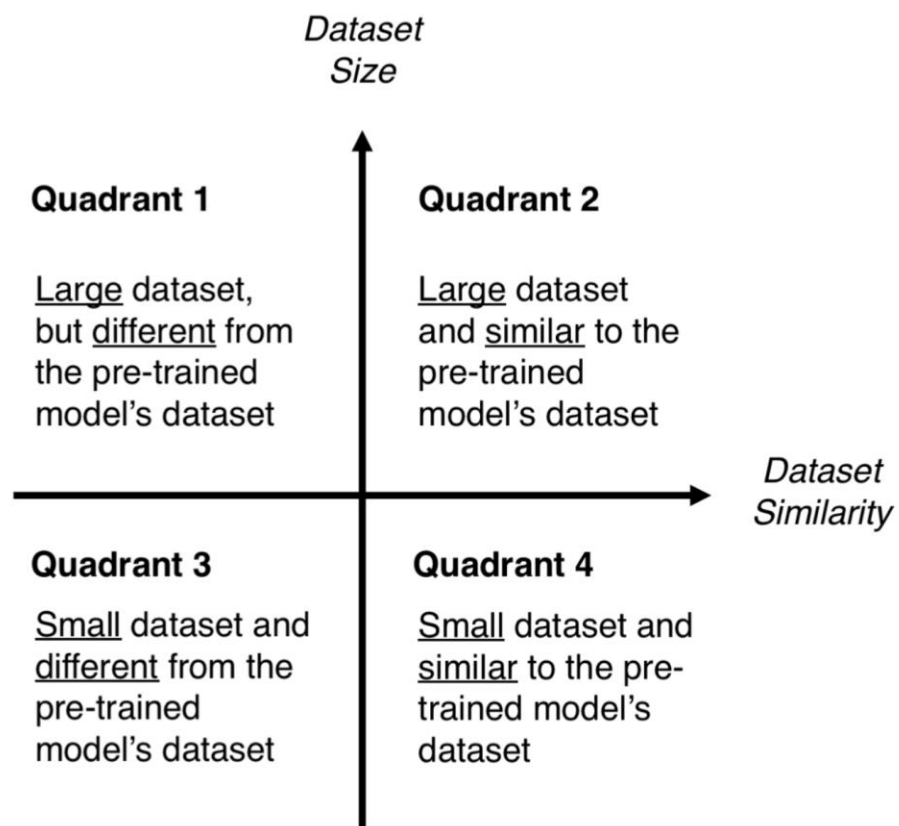 Dataset
Size
Quadrant 1
Large dataset,
but different from
the pre-trained
model's dataset
Quadrant 2
Large dataset
and similar to the
pre-trained
model's dataset
Dataset
Similarity
Quadrant 3
Small dataset and
different from the
pre-trained
model's dataset
Quadrant 4
Small dataset and
similar to the pre-
trained model's
dataset